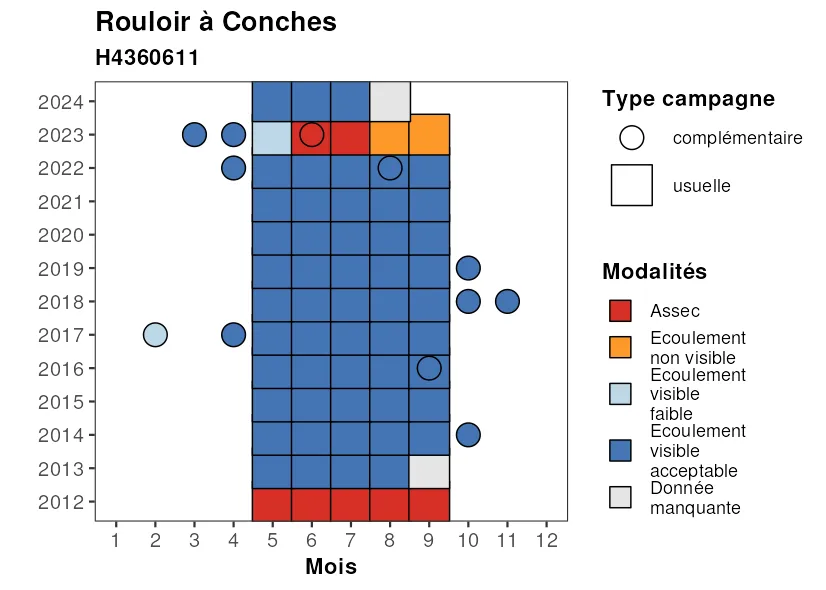 Rouloir à Conches
H4360611
2024
2023
2022
2021
2020
2019
2018
2017
2016
2015
2014
2013
2012
1 2 3 4 5 6 7 8 9 10 11 12
Mois
Type campagne
complémentaire
usuelle
Modalités
Assec
Ecoulement
non visible
Ecoulement
visible
faible
Ecoulement
visible
acceptable
Donnée
manquante